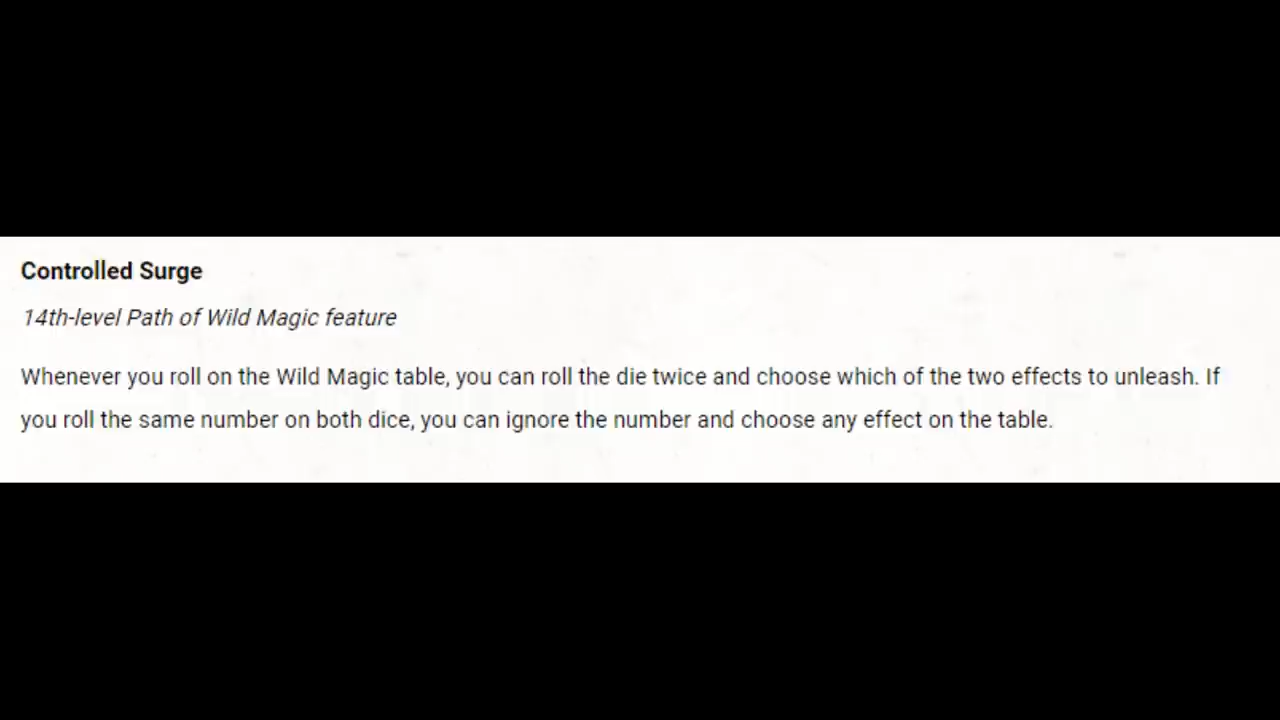 Controlled Surge
14th-level Path of Wild Magic feature
Whenever you roll on the Wild Magic table, you can roll the die twice and choose which of the two effects to unleash. If
you roll the same number on both dice, you can ignore the number and choose any effect on the table.